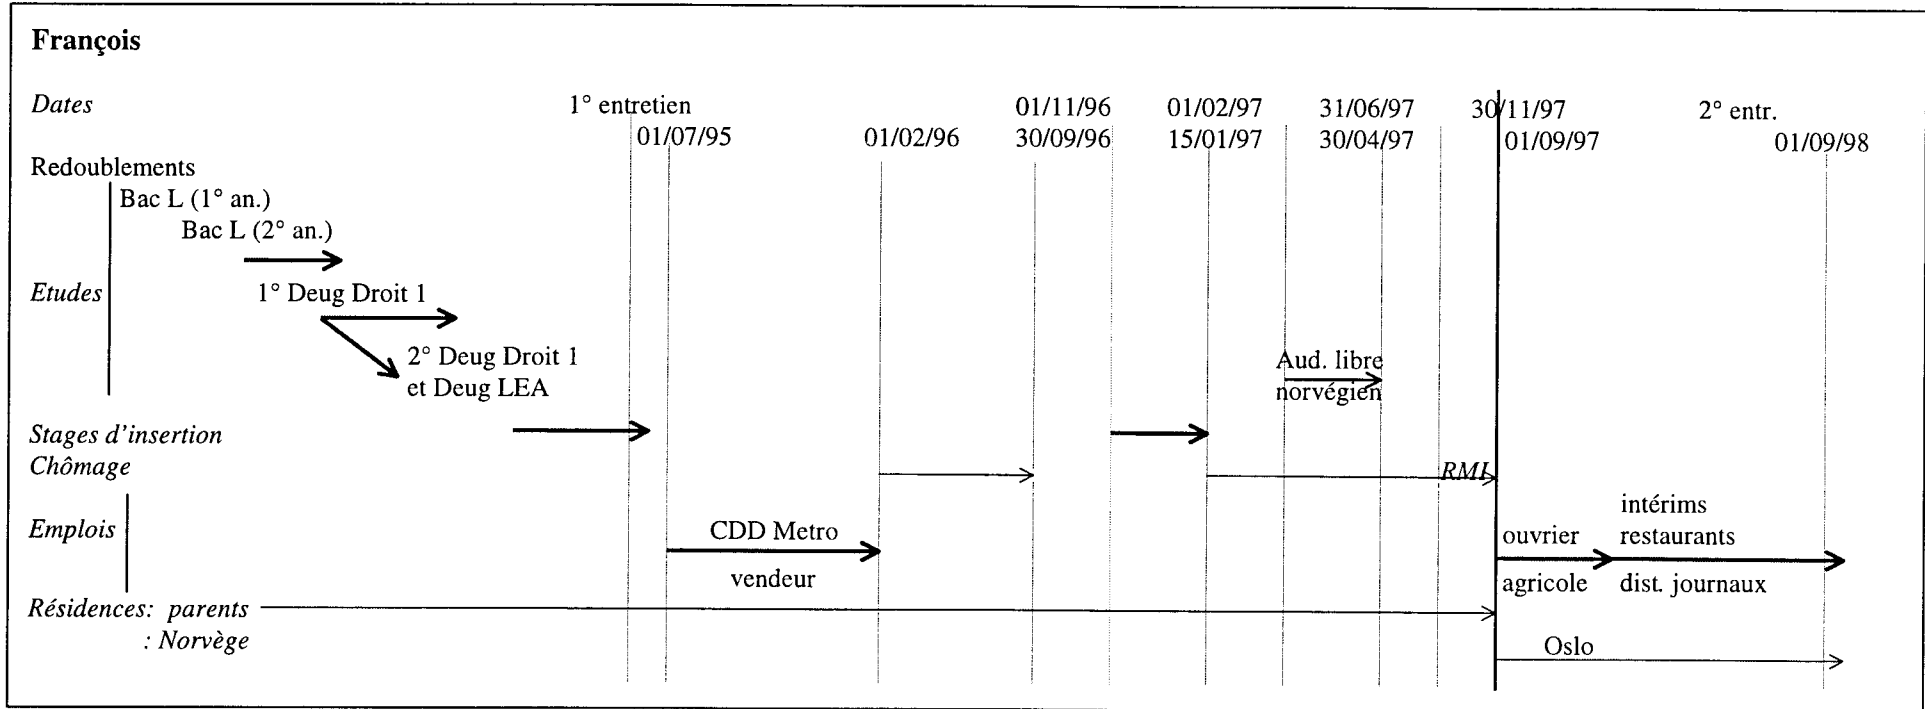 François
Dates 1° entretien 01/11/96 01/02/97 31/06/97 30/11/97 2° entr.
01/07/95 01/02/96 30/09/96 15/01/97 30/04/97 01/09/97 01/09/98
Redoublements
Bac L (1° an.)
Bac L (2° an.)
Etudes 1° Deug Droit 1
2° Deug Droit 1
et Deug LEA
Aud. libre
norvégien
Stages d'insertion
Chômage RMI
Emplois CDD Metro
vendeur
ouvrier
agricole
intérims
restaurants
dist. journaux
Résidences: parents
: Norvège Oslo